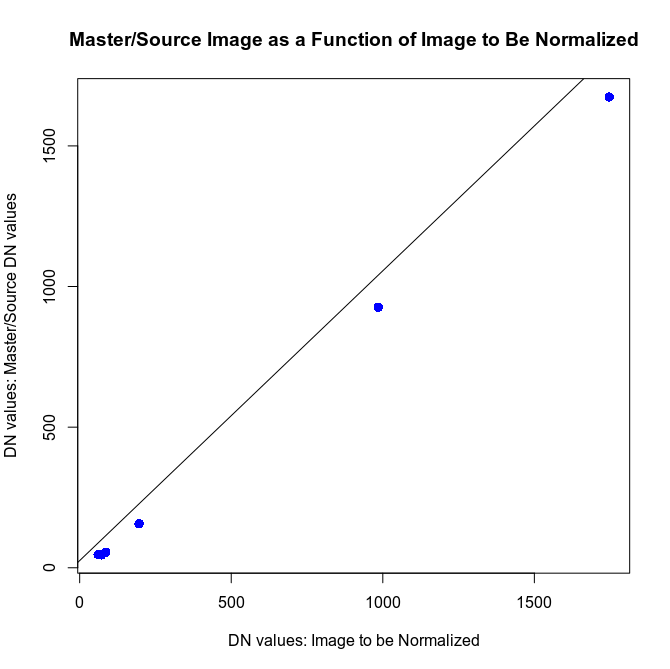 Master/Source Image as a Function of Image to Be Normalized
DN values: Master/Source DN values
1500
1000
500
0
0 500 1000 1500
DN values: Image to be Normalized